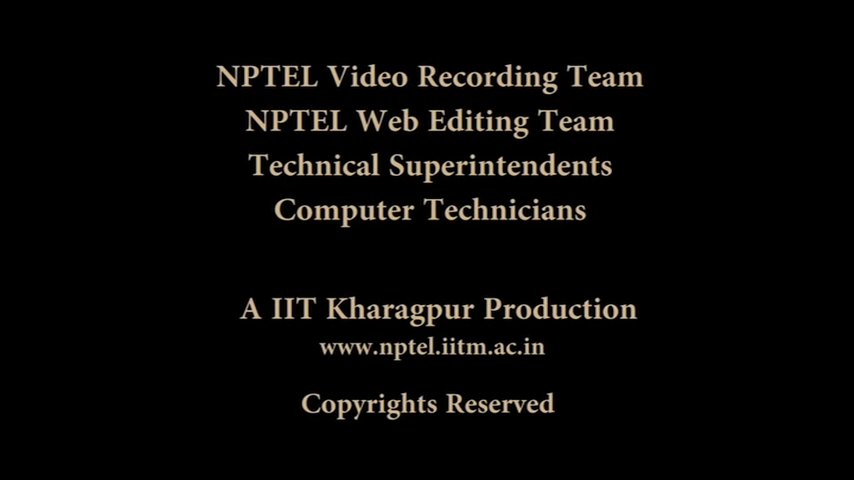 NPTEL Video Recording Team
NPTEL Web Editing Team
Technical Superintendents
Computer Technicians
A IIT Kharagpur Production
www.nptel.iitm.ac.in
Copyrights Reserved